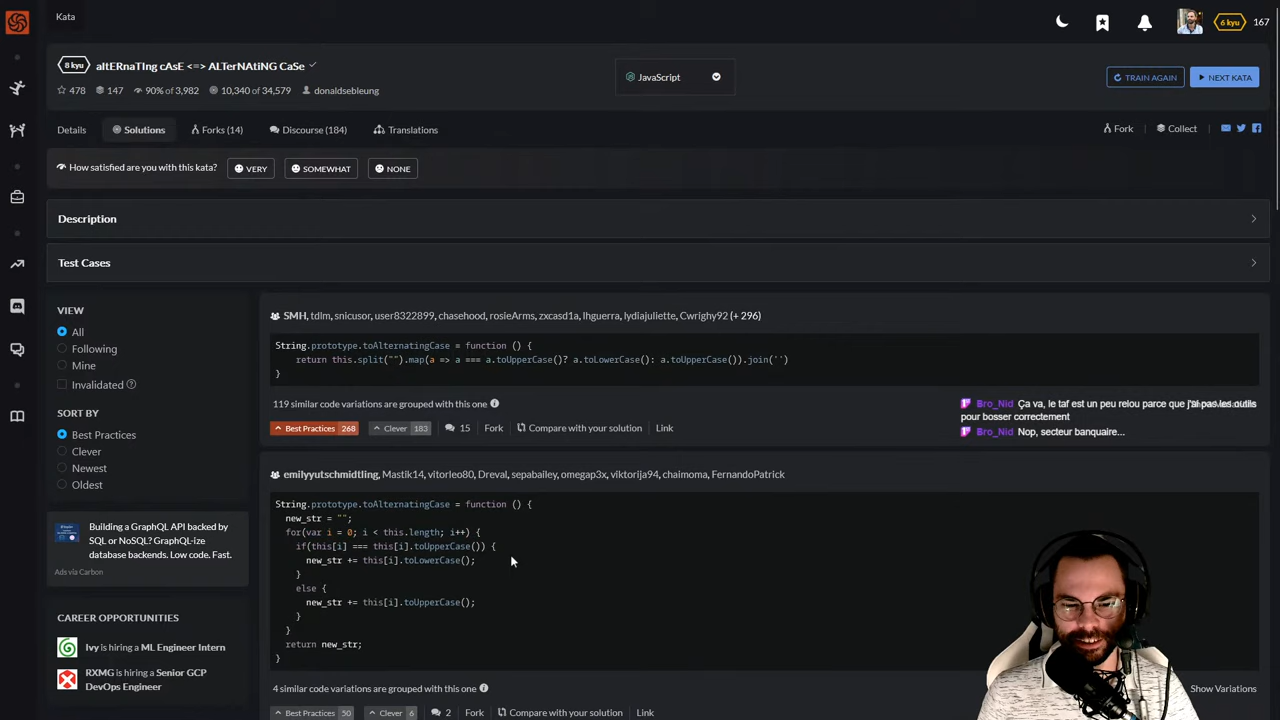 Kata
6 kyu 167
8 kyu altERnaTIng cAsE <=> ALTerNAtiNG CaSe
478 147 90% of 3,982 10,340 of 34,579 donaldsebleung
JavaScript
TRAIN AGAIN
NEXT KATA
Details Solutions Forks (14) Discourse (184) Translations
Fork Collect
How satisfied are you with this kata? VERY SOMEWHAT NONE
Description
Test Cases
VIEW
All
Following
Mine
Invalidated
SORT BY
Best Practices
Clever
Newest
Oldest
Building a GraphQL API backed by
SQL or NoSQL? GraphQL-ize
database backends. Low code. Fast.
Ads via Carbon
CAREER OPPORTUNITIES
Ivy is hiring a ML Engineer Intern
RXMG is hiring a Senior GCP
DevOps Engineer
SMH, tdlm, snicusor, user8322899, chasehood, rosieArms, zxcasd1a, lhguerra, lydiajuliette, Cwrighy92 (+ 296)
String.prototype.toAlternatingCase = function () {
return this.split("").map(a => a === a.toUpperCase()? a.toLowerCase(): a.toUpperCase()).join('')
}
119 similar code variations are grouped with this one
Best Practices 268 Clever 183 15 Fork Compare with your solution Link
Bro_Nid Ça va, le taf est un peu relou parce que j'ai pas les outils
pour bosser correctement
Bro_Nid Nop, secteur banquaire...
emilyyutschmidtling, Mastik14, vitorleo80, Dreval, sepabailey, omegap3x, viktorija94, chaimoma, FernandoPatrick
String.prototype.toAlternatingCase = function () {
new_str = "";
for(var i = 0; i < this.length; i++) {
if(this[i] === this[i].toUpperCase()) {
new_str += this[i].toLowerCase();
}
else {
new_str += this[i].toUpperCase();
}
}
return new_str;
}
4 similar code variations are grouped with this one
Show Variations
Best Practices 50 Clever 6 2 Fork Compare with your solution Link